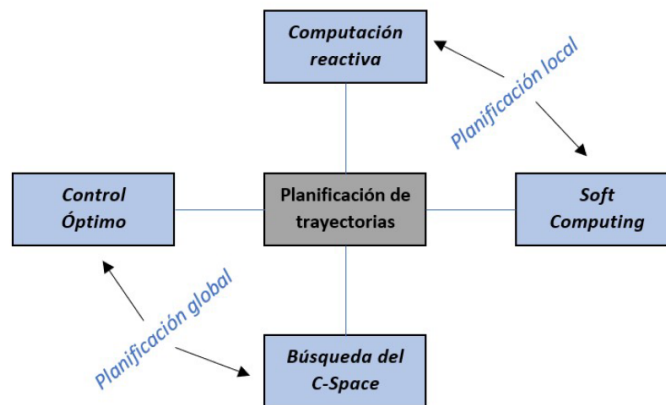 Computación
reactiva
Planificación local
Control
Óptimo
Planificación de
trayectorias
Soft
Computing
Planificación global
Búsqueda del
C-Space